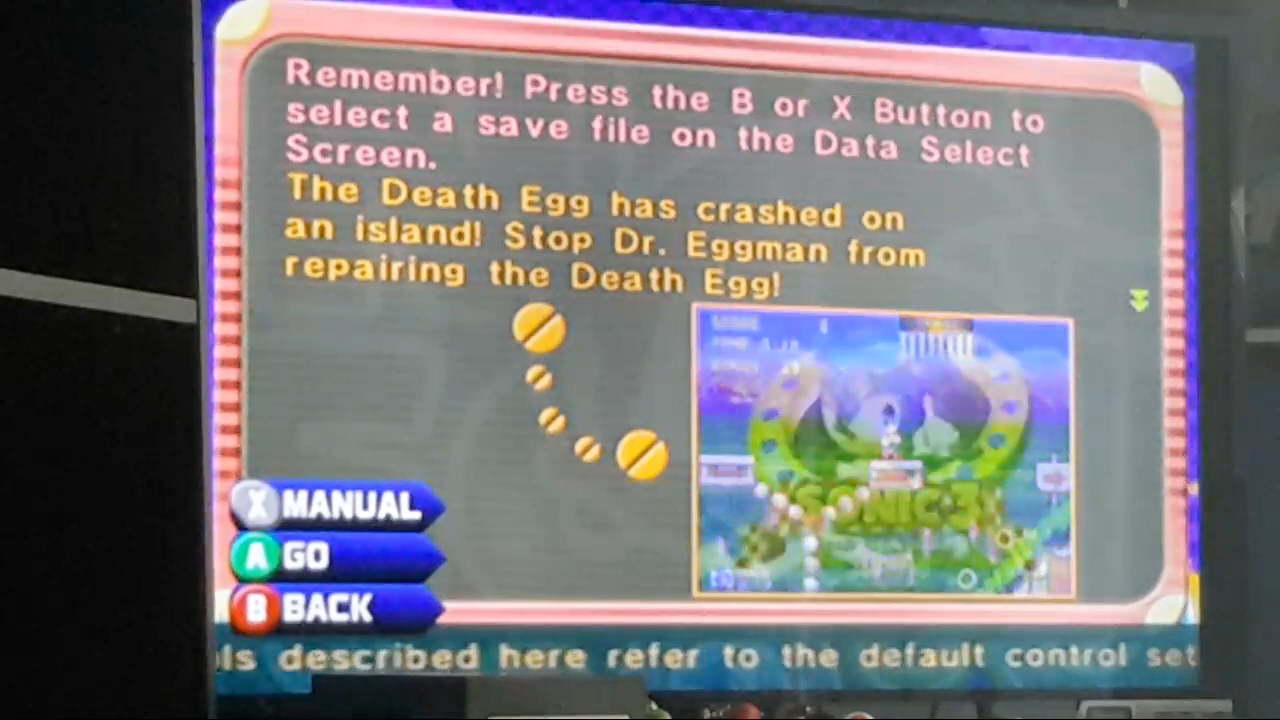 Remember! Press the B or X Button to
select a save file on the Data Select
Screen.
The Death Egg has crashed on
an island! Stop Dr. Eggman from
repairing the Death Egg!
SONIC 3
X MANUAL
A GO
B BACK
ls described here refer to the default control set